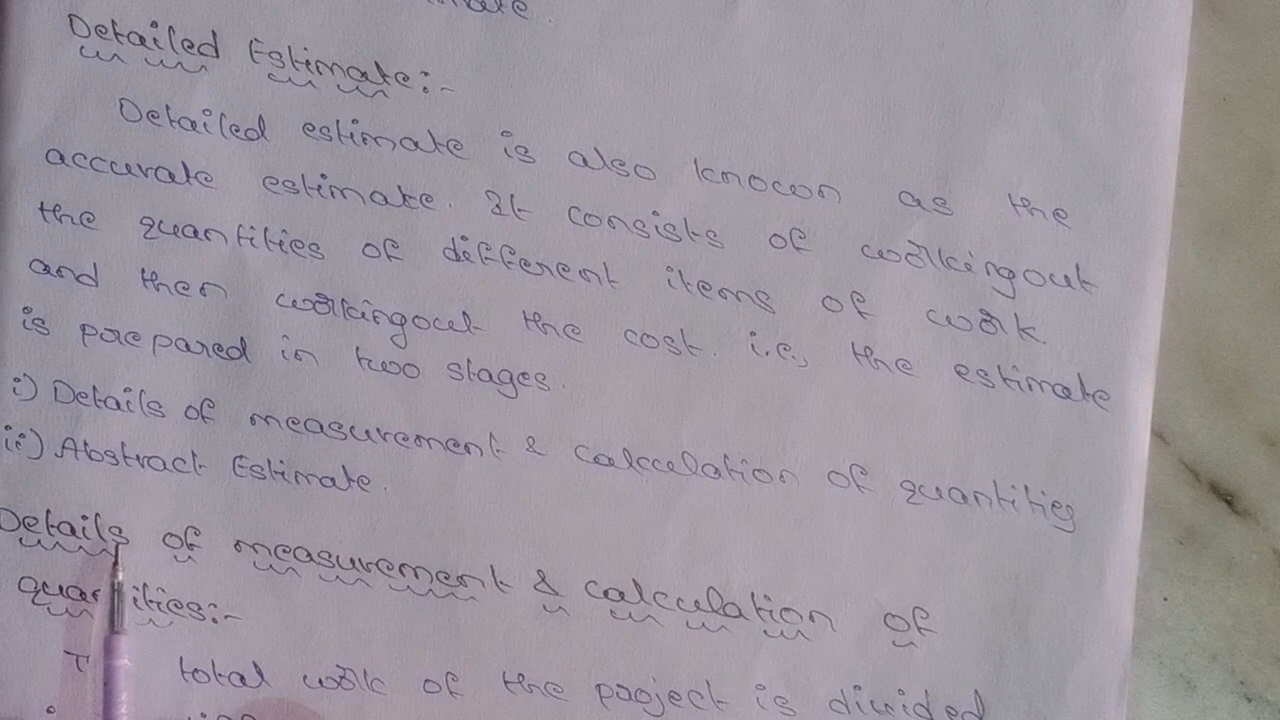 Detailed Estimate:-
Detailed estimate is also known as the
accurate estimate. It consists of workingout
the quantities of different items of work.
and then workingout the cost. i.e., the estimate
is prepared in two stages.
i) Details of measurement & calculation of quantities
ii) Abstract Estimate.
Details of measurement & calculation of
quantities:-
total work of the project is divided